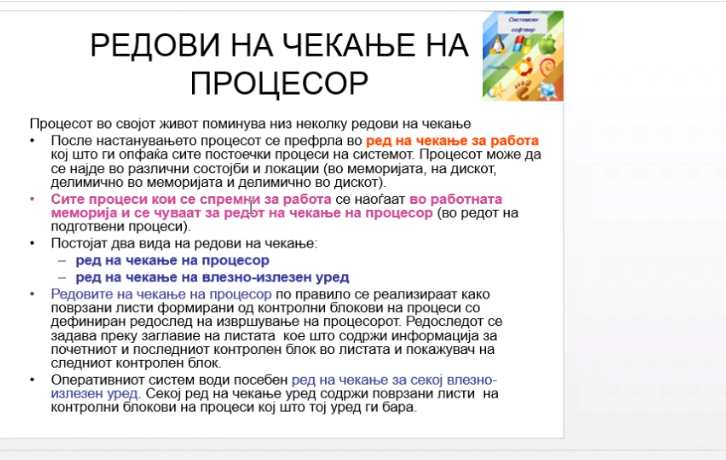 РЕДОВИ НА ЧЕКАЊЕ НА
ПРОЦЕСОР
Системски
софтвер
Процесот во својот живот поминува низ неколку редови на чекање
• После настанувањето процесот се префрла во ред на чекање за работа
кој што ги опфаќа сите постоечки процеси на системот. Процесот може да
се најде во различни состојби и локации (во меморијата, на дискот,
делимично во меморијата и делимично во дискот).
• Сите процеси кои се спремни за работа се наоѓаат во работната
меморија и се чуваат за редот на чекање на процесор (во редот на
подготвени процеси).
• Постојат два вида на редови на чекање:
– ред на чекање на процесор
– ред на чекање на влезно-излезен уред
• Редовите на чекање на процесор по правило се реализираат како
поврзани листи формирани од контролни блокови на процеси со
дефиниран редослед на извршување на процесорот. Редоследот се
задава преку заглавие на листата кое што содржи информација за
почетниот и последниот контролен блок во листата и покажувач на
следниот контролен блок.
• Оперативниот систем води посебен ред на чекање за секој влезно-
излезен уред. Секој ред на чекање уред содржи поврзани листи на
контролни блокови на процеси кој што тој уред ги бара.